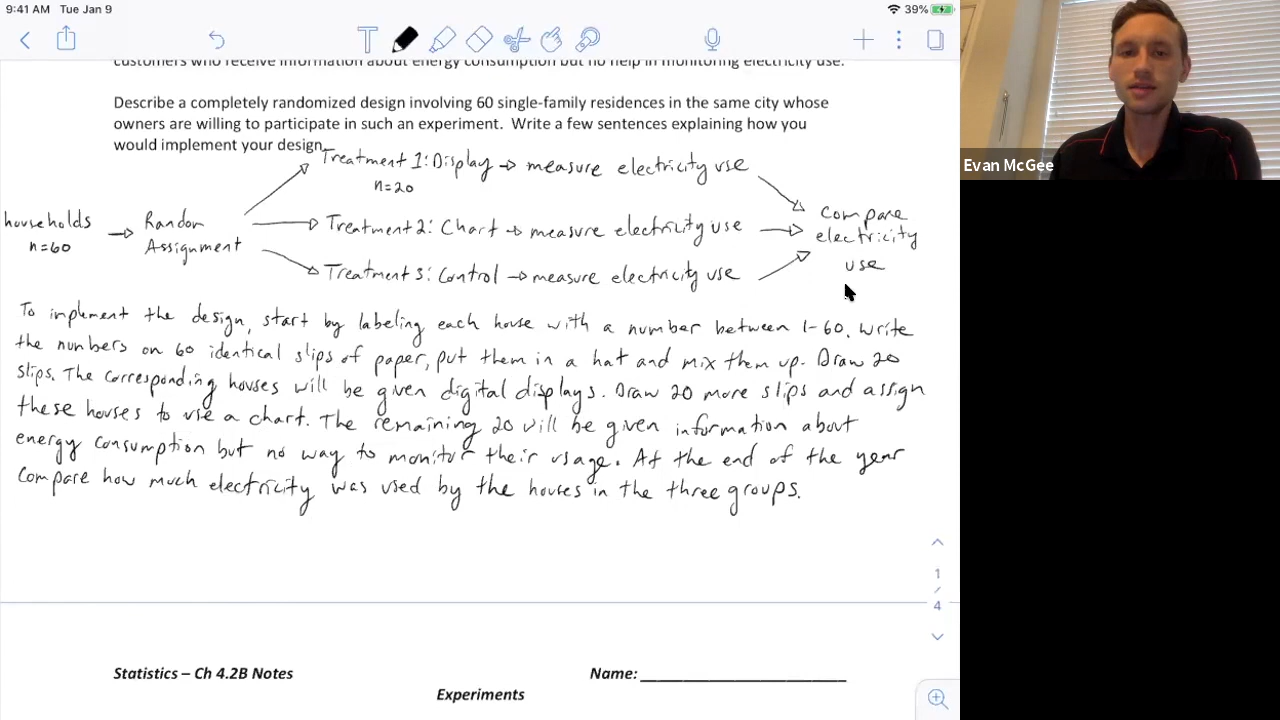 9:41 AM Tue Jan 9
39%
customers who receive information about energy consumption but no help in monitoring electricity use.
Describe a completely randomized design involving 60 single-family residences in the same city whose
owners are willing to participate in such an experiment. Write a few sentences explaining how you
would implement your design.
Treatment 1: Display → measure electricity use
n=20
households → Random Assignment
n=60
Treatment 2: Chart → measure electricity use
Treatment 3: Control → measure electricity use
Compare
electricity
use
To implement the design, start by labeling each house with a number between 1-60. Write
the numbers on 60 identical slips of paper, put them in a hat and mix them up. Draw 20
slips. The corresponding houses will be given digital displays. Draw 20 more slips and assign
these houses to use a chart. The remaining 20 will be given information about
energy consumption but no way to monitor their usage. At the end of the year
compare how much electricity was used by the houses in the three groups.
1
/
4
Statistics – Ch 4.2B Notes
Name: ____________________
Experiments
Evan McGee